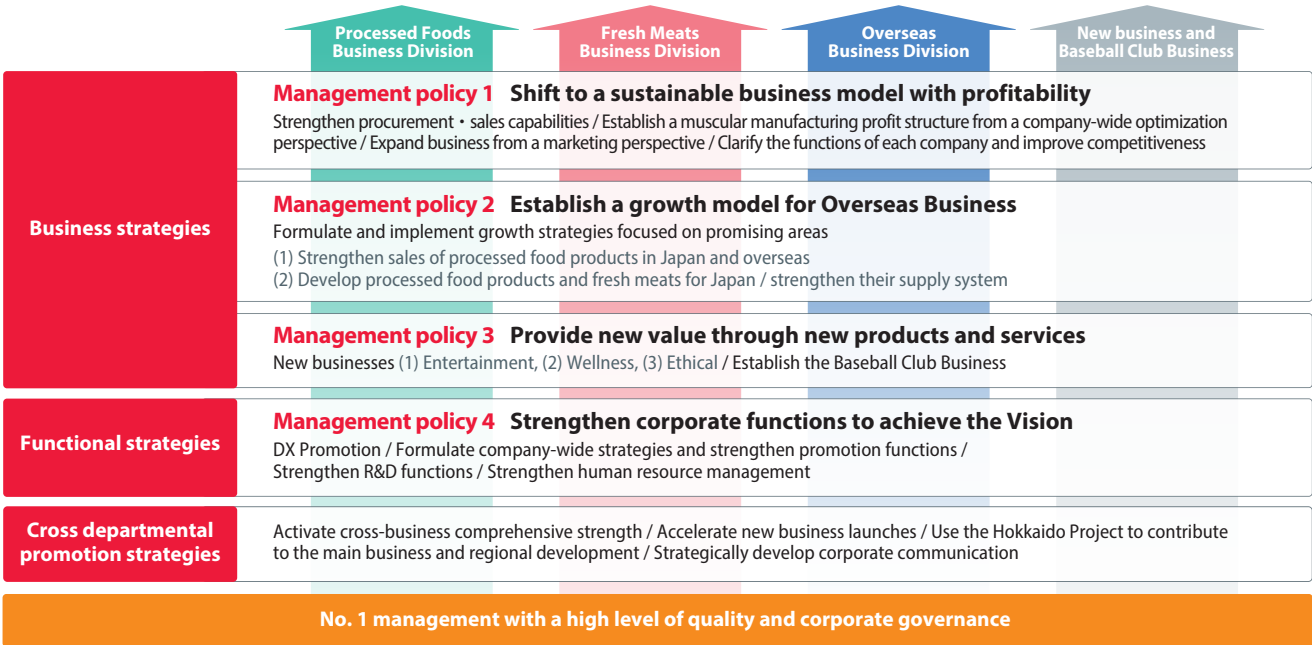 Processed Foods
Business Division
Fresh Meats
Business Division
Overseas
Business Division
New business and
Baseball Club Business
Business strategies
Management policy 1 Shift to a sustainable business model with profitability
Strengthen procurement・sales capabilities / Establish a muscular manufacturing profit structure from a company-wide optimization
perspective / Expand business from a marketing perspective / Clarify the functions of each company and improve competitiveness
Management policy 2 Establish a growth model for Overseas Business
Formulate and implement growth strategies focused on promising areas
(1) Strengthen sales of processed food products in Japan and overseas
(2) Develop processed food products and fresh meats for Japan / strengthen their supply system
Management policy 3 Provide new value through new products and services
New businesses (1) Entertainment, (2) Wellness, (3) Ethical / Establish the Baseball Club Business
Functional strategies
Management policy 4 Strengthen corporate functions to achieve the Vision
DX Promotion / Formulate company-wide strategies and strengthen promotion functions /
Strengthen R&D functions / Strengthen human resource management
Cross departmental
promotion strategies
Activate cross-business comprehensive strength / Accelerate new business launches / Use the Hokkaido Project to contribute
to the main business and regional development / Strategically develop corporate communication
No. 1 management with a high level of quality and corporate governance